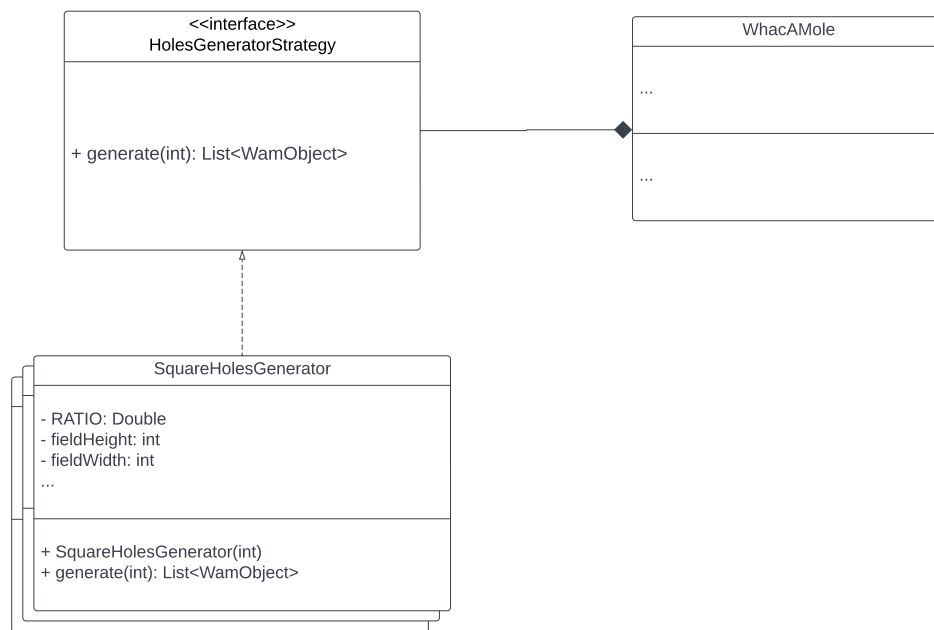 <<interface>>
HolesGeneratorStrategy
+ generate(int): List<WamObject>
WhacAMole
...
...
SquareHolesGenerator
- RATIO: Double
- fieldHeight: int
- fieldWidth: int
...
+ SquareHolesGenerator(int)
+ generate(int): List<WamObject>